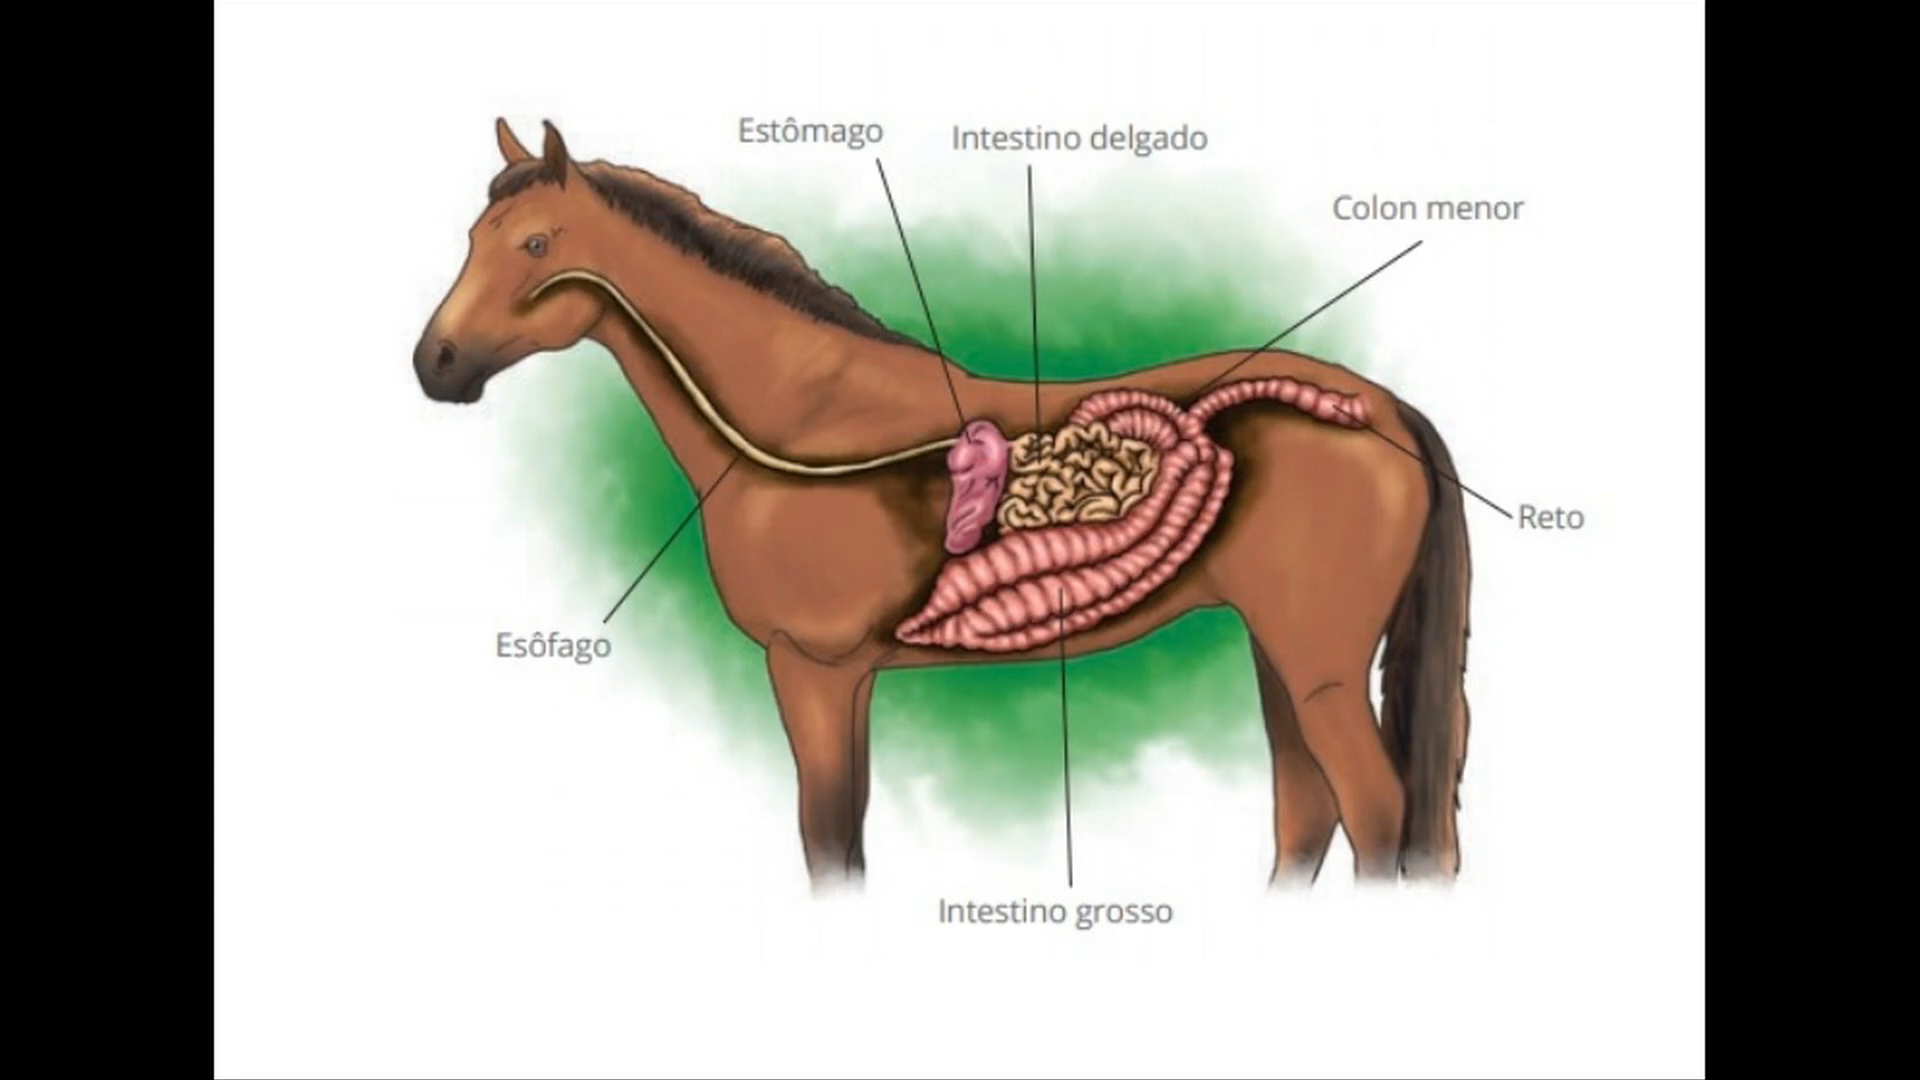 Estômago
Intestino delgado
Colon menor
Reto
Esôfago
Intestino grosso